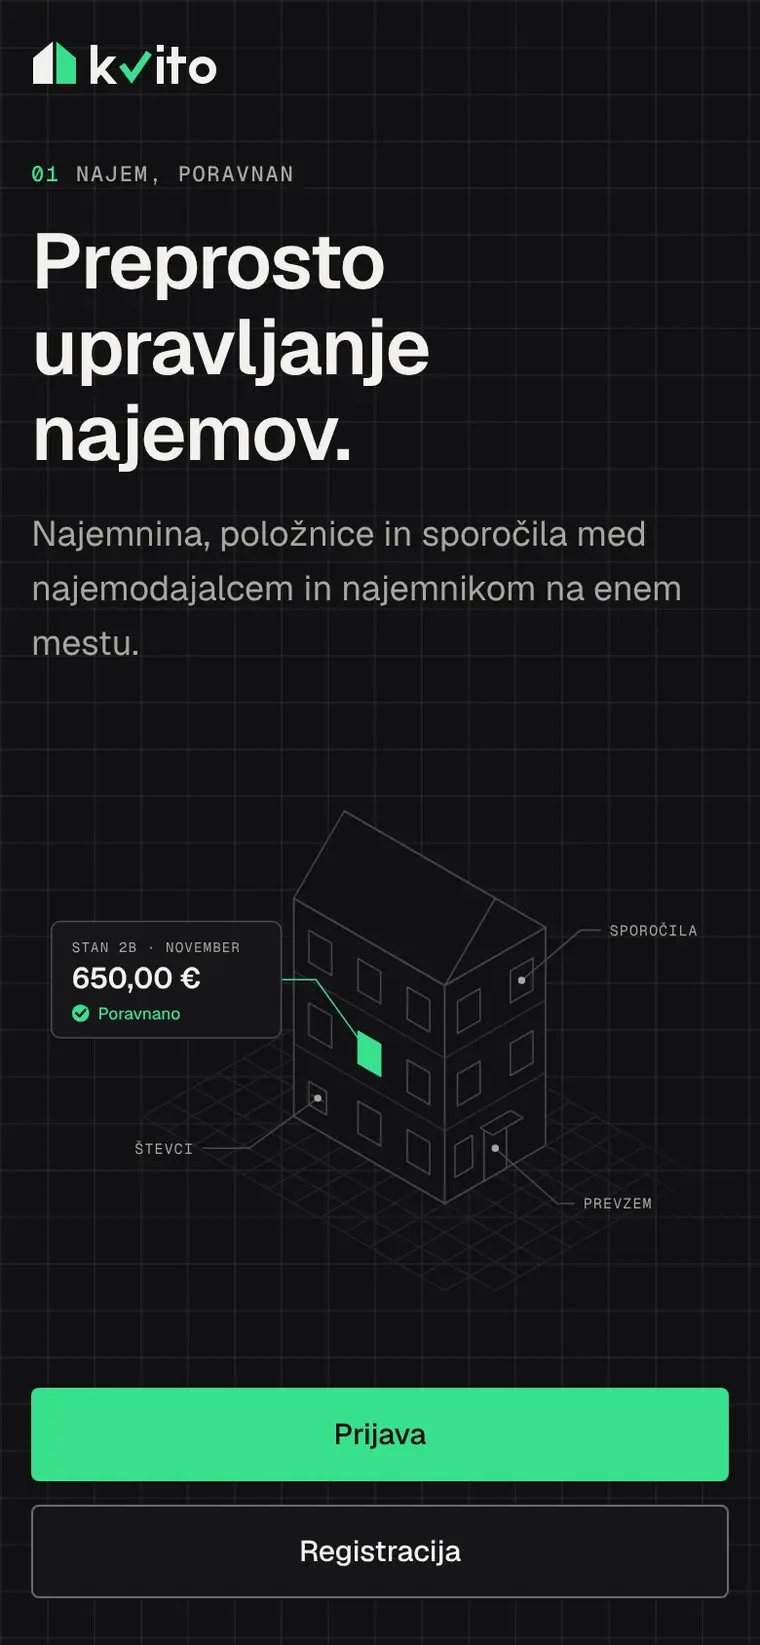 kvito
01 NAJEM, PORAVNAN
Preprosto
upravljanje
najemov.
Najemnina, položnice in sporočila med
najemodajalcem in najemnikom na enem
mestu.
SPOROČILA
STAN 2B · NOVEMBER
650,00 €
Poravnano
ŠTEVCI
PREVZEM
Prijava
Registracija